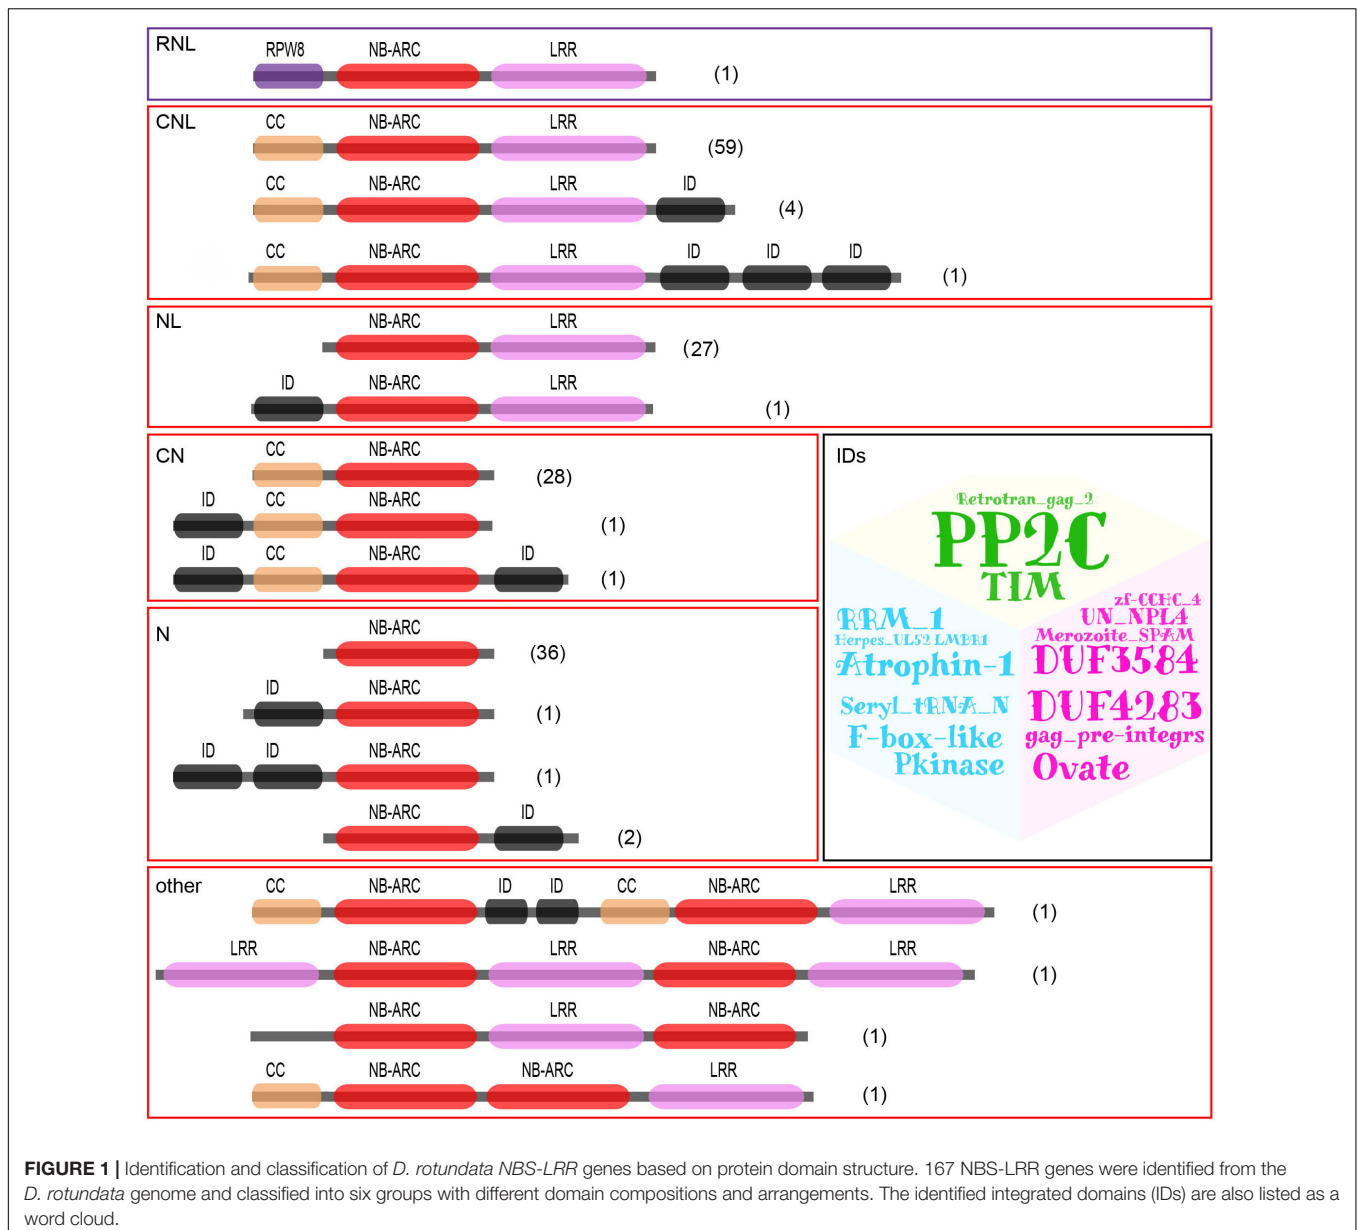 RNL
RPW8 NB-ARC LRR
(1)
CNL
CC NB-ARC LRR
(59)
CC NB-ARC LRR ID
(4)
CC NB-ARC LRR ID ID ID
(1)
NL
NB-ARC LRR
(27)
ID NB-ARC LRR
(1)
CN
CC NB-ARC
(28)
ID CC NB-ARC
(1)
ID CC NB-ARC ID
(1)
N
NB-ARC
(36)
ID NB-ARC
(1)
ID ID NB-ARC
(1)
NB-ARC ID
(2)
IDs
Retrotran_gag_2
PP2C
TIM
RRM_1
Herpes_UL52 LMBR1
Atrophin-1
Seryl_tRNA_N
F-box-like
Pkinase
zf-CCHC_4
UN_NPL4
Merozoite_SPAM
DUF3584
DUF4283
gag_pre-integrs
Ovate
other
CC NB-ARC ID ID CC NB-ARC LRR
(1)
LRR NB-ARC LRR NB-ARC LRR
(1)
NB-ARC LRR NB-ARC
(1)
CC NB-ARC NB-ARC LRR
(1)
FIGURE 1 | Identification and classification of D. rotundata NBS-LRR genes based on protein domain structure. 167 NBS-LRR genes were identified from the
D. rotundata genome and classified into six groups with different domain compositions and arrangements. The identified integrated domains (IDs) are also listed as a
word cloud.